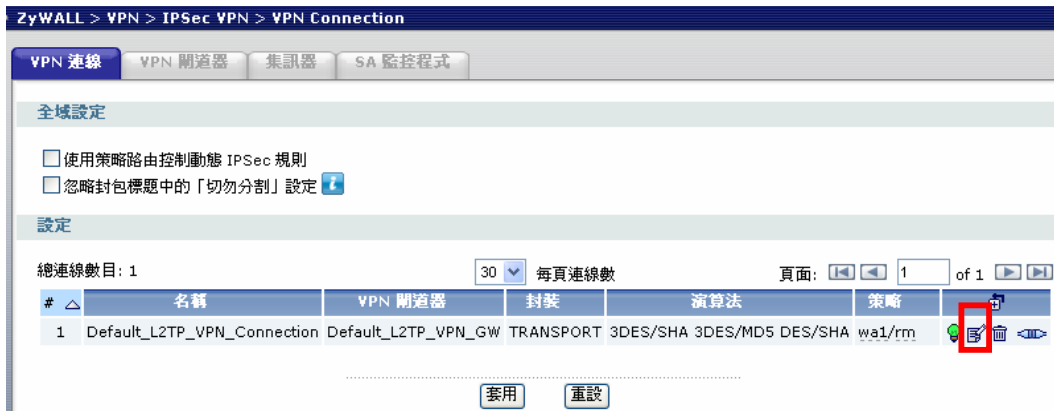 ZyWALL > VPN > IPSec VPN > VPN Connection
VPN 連線 VPN 閘道器 集訊器 SA 監控程式
全域設定
使用策略路由控制動態 IPSec 規則
忽略封包標題中的「切勿分割」設定
設定
總連線數目: 1 30 每頁連線數 頁面: 1 of 1
# 名稱 VPN 閘道器 封裝 演算法 策略
1 Default_L2TP_VPN_Connection Default_L2TP_VPN_GW TRANSPORT 3DES/SHA 3DES/MD5 DES/SHA wa1/rm
套用 重設